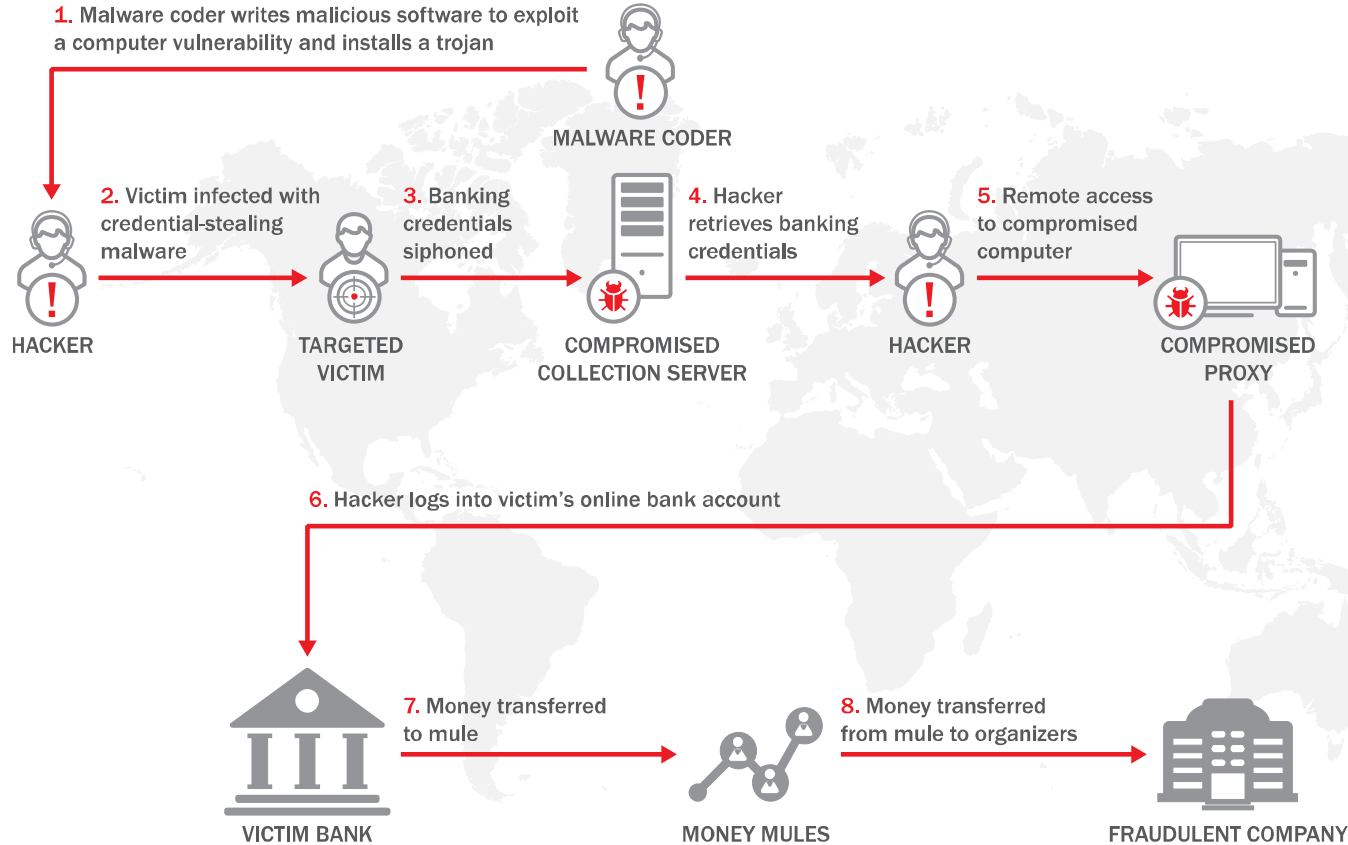 1. Malware coder writes malicious software to exploit
a computer vulnerability and installs a trojan
!
MALWARE CODER
2. Victim infected with
credential-stealing
malware
3. Banking
credentials
siphoned
4. Hacker
retrieves banking
credentials
5. Remote access
to compromised
computer
!
HACKER
TARGETED
VICTIM
COMPROMISED
COLLECTION SERVER
!
HACKER
COMPROMISED
PROXY
6. Hacker logs into victim’s online bank account
7. Money transferred
to mule
8. Money transferred
from mule to organizers
VICTIM BANK
MONEY MULES
FRAUDULENT COMPANY